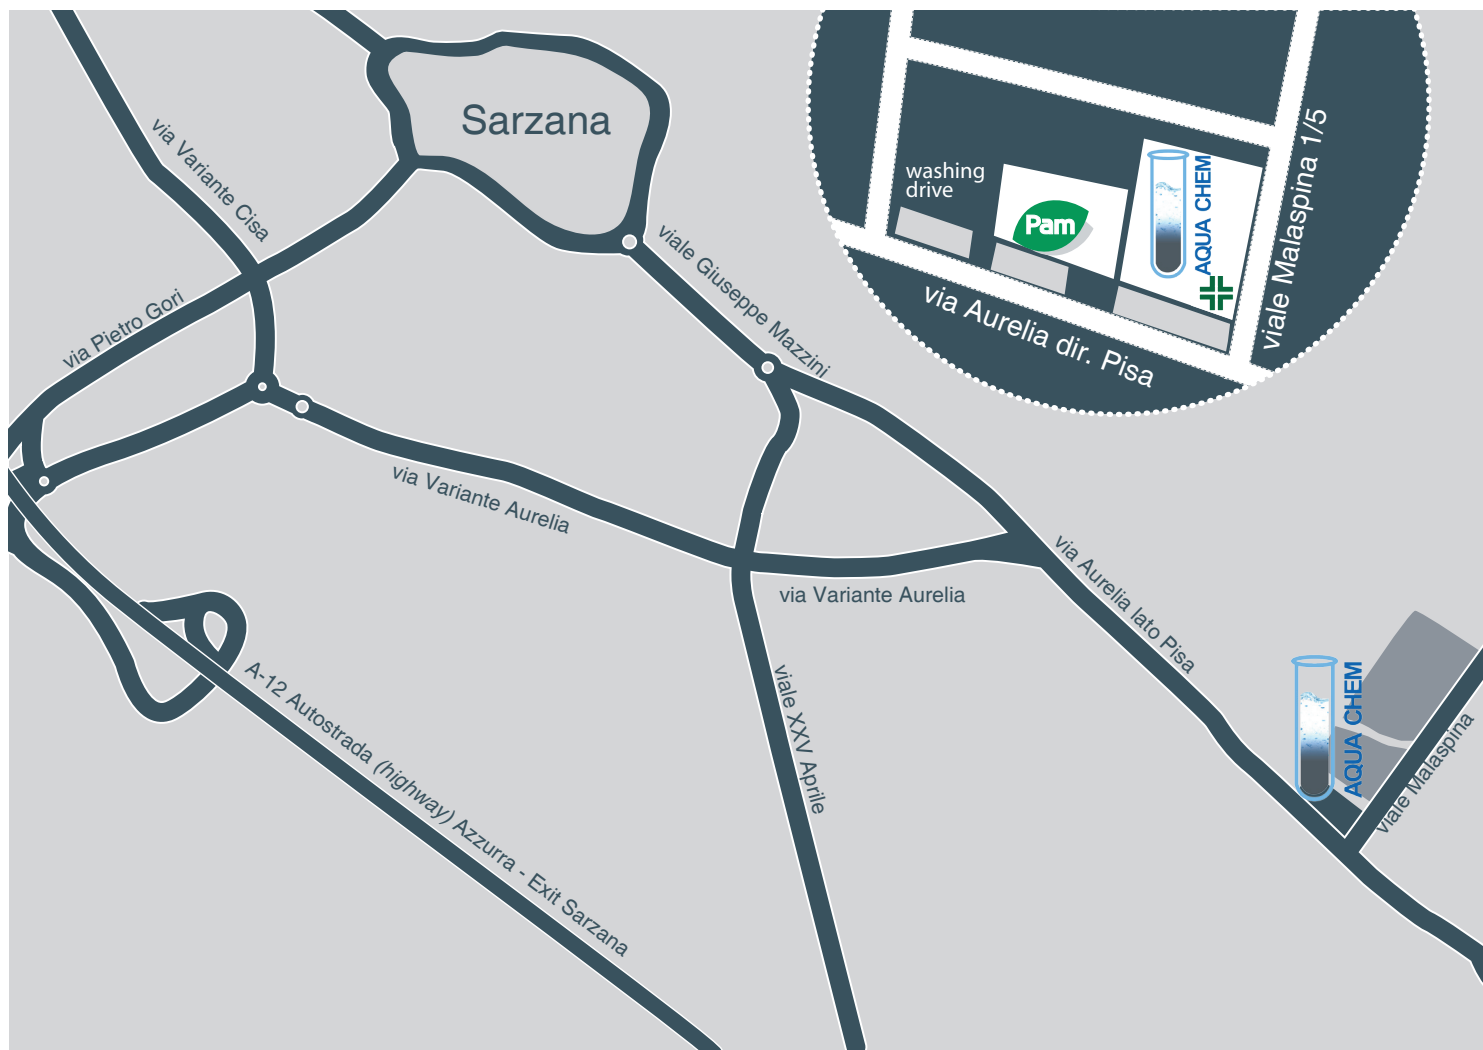 Sarzana
via Variante Cisa
via Pietro Gori
viale Giuseppe Mazzini
via Variante Aurelia
via Variante Aurelia
via Aurelia lato Pisa
viale XXV Aprile
A-12 Autostrada (highway) Azzurra - Exit Sarzana
AQUA CHEM
viale Malaspina
washing
drive
Pam
AQUA CHEM
via Aurelia dir. Pisa
viale Malaspina 1/5